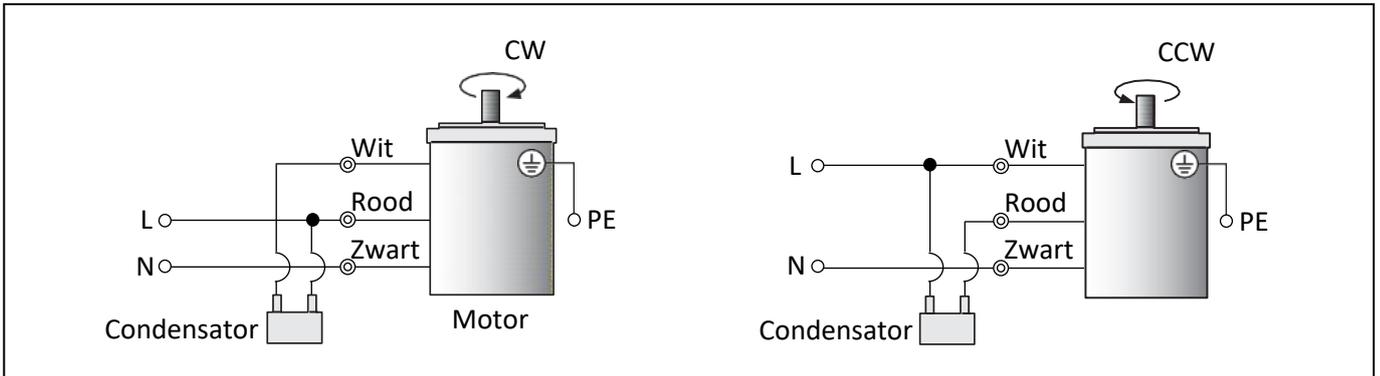 CW
Wit
Rood
L
PE
Zwart
N
Condensator
Motor
CCW
Wit
L
Rood
PE
Zwart
N
Condensator